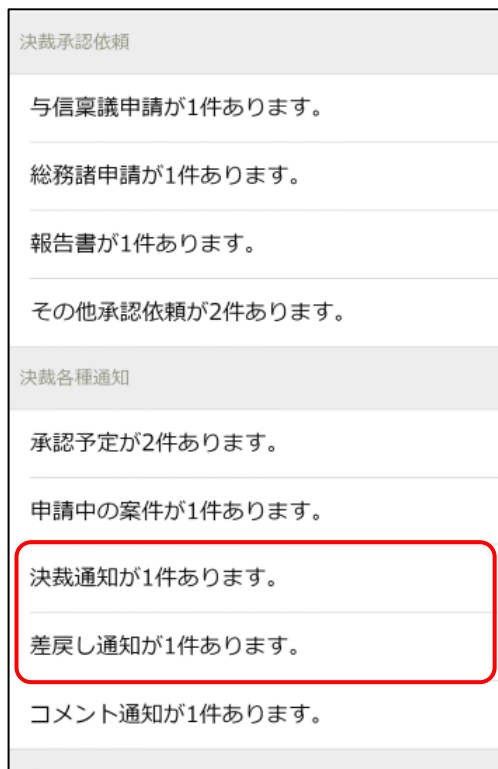 決裁承認依頼
与信稟議申請が1件あります。
総務諸申請が1件あります。
報告書が1件あります。
その他承認依頼が2件あります。
決裁各種通知
承認予定が2件あります。
申請中の案件が1件あります。
決裁通知が1件あります。
差戻し通知が1件あります。
コメント通知が1件あります。